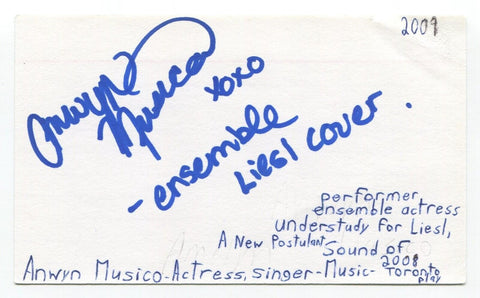 2009
Anwyn Musico
xoxo
- ensemble
Liesl cover.
performer
ensemble actress
understudy for Liesl,
A New Postulant Sound of
2008
Anwyn Musico-Actress, singer-Music-Toronto
play